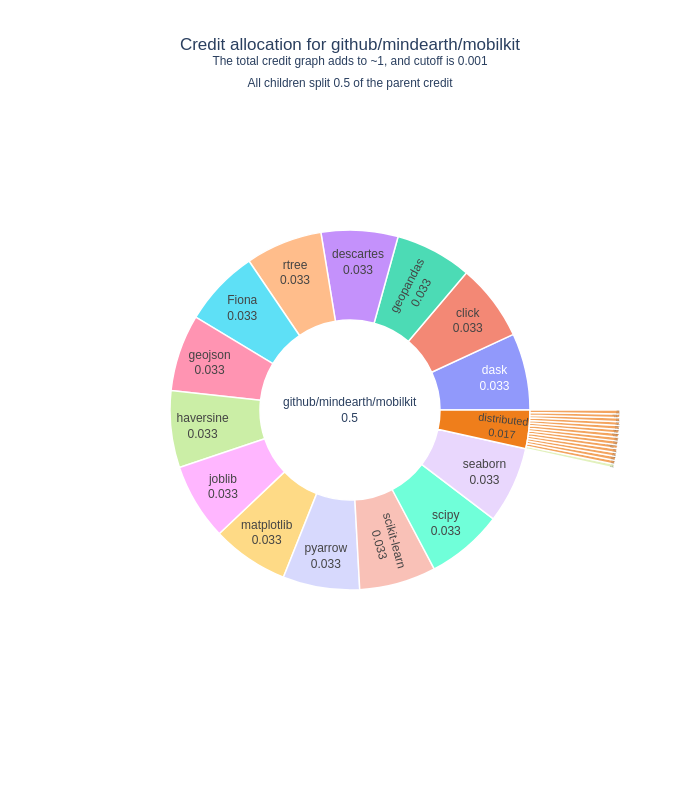 Credit allocation for github/mindearth/mobilkit
The total credit graph adds to ~1, and cutoff is 0.001
All children split 0.5 of the parent credit
descartes
0.033
geopandas
0.033
click
0.033
dask
0.033
distributed
0.017
seaborn
0.033
scipy
0.033
scikit-learn
0.033
pyarrow
0.033
matplotlib
0.033
joblib
0.033
haversine
0.033
geojson
0.033
Fiona
0.033
rtree
0.033
github/mindearth/mobilkit
0.5